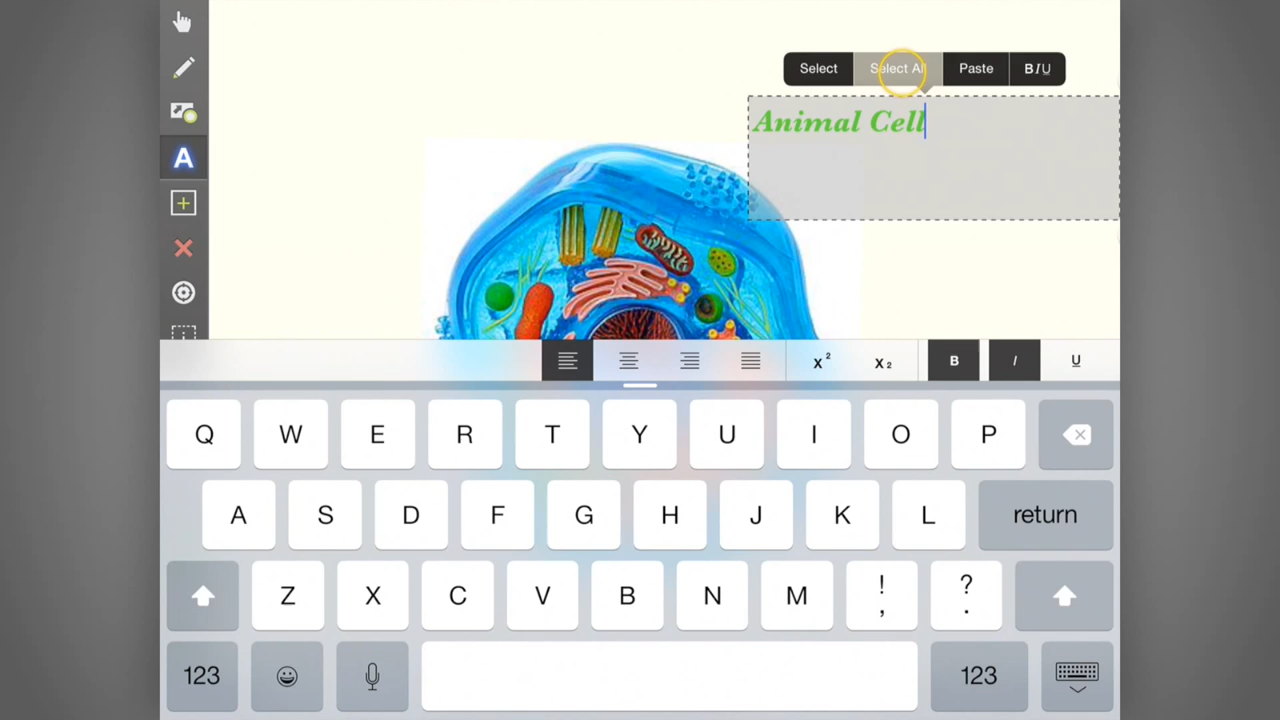 Select Select All Paste BIU
Animal Cell
A
x² x₂ B I U
Q W E R T Y U I O P
A S D F G H J K L return
Z X C V B N M ! , ? .
123 123